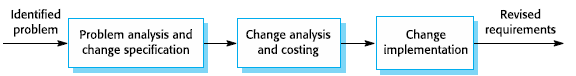 Identified
problem
Problem analysis and
change specification
Change analysis
and costing
Change
implementation
Revised
requirements